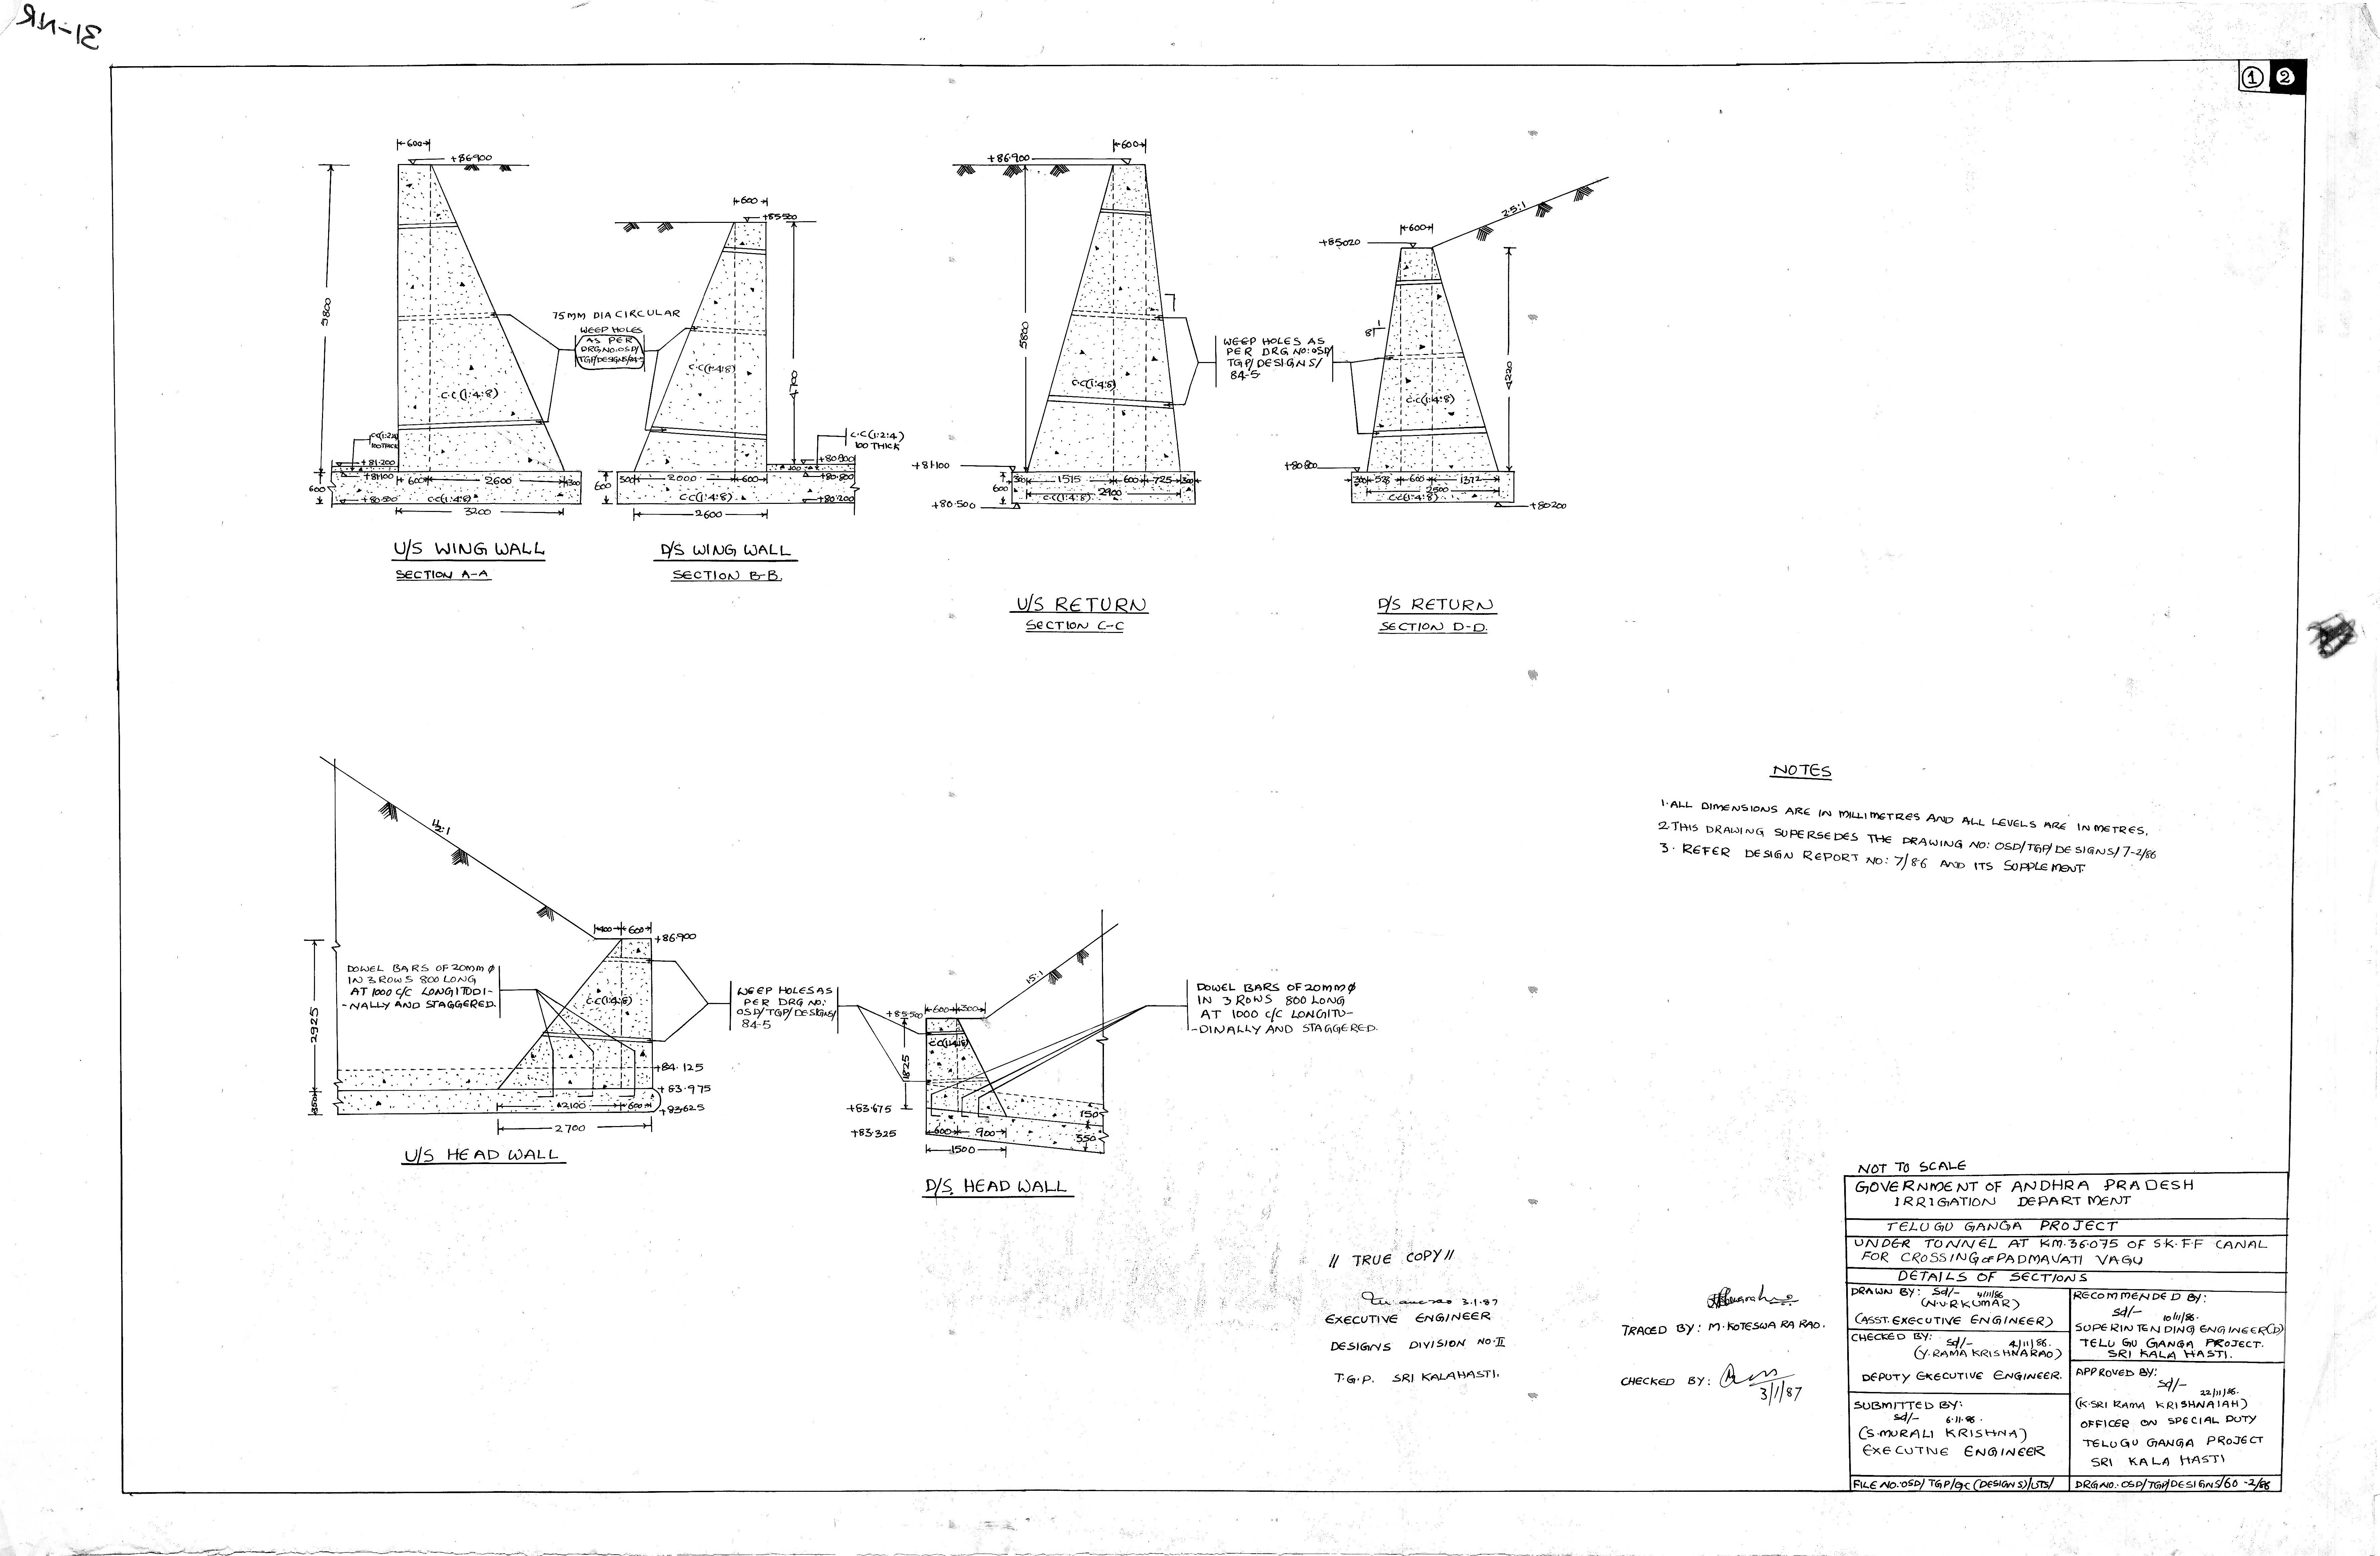 31-NR
1 2
600
+86.900
5800
C.C(1:4:8)
CC(1:2:4)
100THICK
+81.200
+81.100
600
2600
300
600
+80.500
C.C(1:4:8)
3200
U/S WING WALL
SECTION A-A
75MM DIA CIRCULAR
WEEP HOLES
AS PER
DRG NO:OSD/
TGP/DESIGNS/84-5
600
+85.500
C.C(1:4:8)
4700
C.C(1:2:4)
100 THICK
+80.900
+80.800
500
2000
600
600
C.C(1:4:8)
+80.200
2600
D/S WING WALL
SECTION B-B.
600
+86.900
5800
C.C(1:4:8)
+81.100
600
300
1515
600
725
300
C.C(1:4:8)
2900
+80.500
U/S RETURN
SECTION C-C
WEEP HOLES AS
PER DRG NO:OSD/
TGP/DESIGNS/
84-5
2.5:1
600
+85.020
8
1
4220
C.C(1:4:8)
+80.800
300
528
600
1372
2500
C.C(1:4:8)
+80.200
D/S RETURN
SECTION D-D.
NOTES
1. ALL DIMENSIONS ARE IN MILLIMETRES AND ALL LEVELS ARE IN METRES.
2. THIS DRAWING SUPERSEDES THE DRAWING NO: OSD/TGP/DESIGNS/7-2/86
3. REFER DESIGN REPORT NO: 7/86 AND ITS SUPPLEMENT.
1½:1
400
600
+86.900
DOWEL BARS OF 20mm ϕ
IN 3 ROWS 800 LONG
AT 1000 C/C LONGITUDI-
-NALLY AND STAGGERED.
C.C(1:4:8)
2925
+84.125
+83.975
350
2100
600
+83.625
2700
U/S HEAD WALL
WEEP HOLES AS
PER DRG NO:
OSD/TGP/DESIGNS/
84-5
1.5:1
600
300
+85.500
C.C(1:4:8)
1825
+83.675
+83.325
150
550
600
900
1500
D/S. HEAD WALL
DOWEL BARS OF 20mm ϕ
IN 3 ROWS 800 LONG
AT 1000 C/C LONGITU-
-DINALLY AND STAGGERED.
// TRUE COPY //
3.1.87
EXECUTIVE ENGINEER
DESIGNS DIVISION NO.II
T.G.P. SRI KALAHASTI.
TRACED BY: M.KOTESWARA RAO.
CHECKED BY:
3/1/87
NOT TO SCALE
GOVERNMENT OF ANDHRA PRADESH
IRRIGATION DEPARTMENT
TELUGU GANGA PROJECT
UNDER TUNNEL AT KM.36.075 OF S.K.F.F CANAL
FOR CROSSING OF PADMAVATI VAGU
DETAILS OF SECTIONS
DRAWN BY: Sd/- 4/11/86
(N.V.R KUMAR)
(ASST. EXECUTIVE ENGINEER)
CHECKED BY:
Sd/- 4/11/86.
(Y.RAMA KRISHNARAO)
DEPUTY EXECUTIVE ENGINEER.
SUBMITTED BY:
Sd/- 6.11.86.
(S.MURALI KRISHNA)
EXECUTIVE ENGINEER
RECOMMENDED BY:
Sd/-
10/11/86.
SUPERINTENDING ENGINEER(D)
TELUGU GANGA PROJECT.
SRI KALA HASTI.
APPROVED BY:
Sd/-
22/11/86.
(K.SRI RAMA KRISHNAIAH)
OFFICER ON SPECIAL DUTY
TELUGU GANGA PROJECT
SRI KALA HASTI
FILE NO:OSD/TGP/GC(DESIGNS)/UTS/
DRG NO: OSD/TGP/DESIGNS/60-2/86